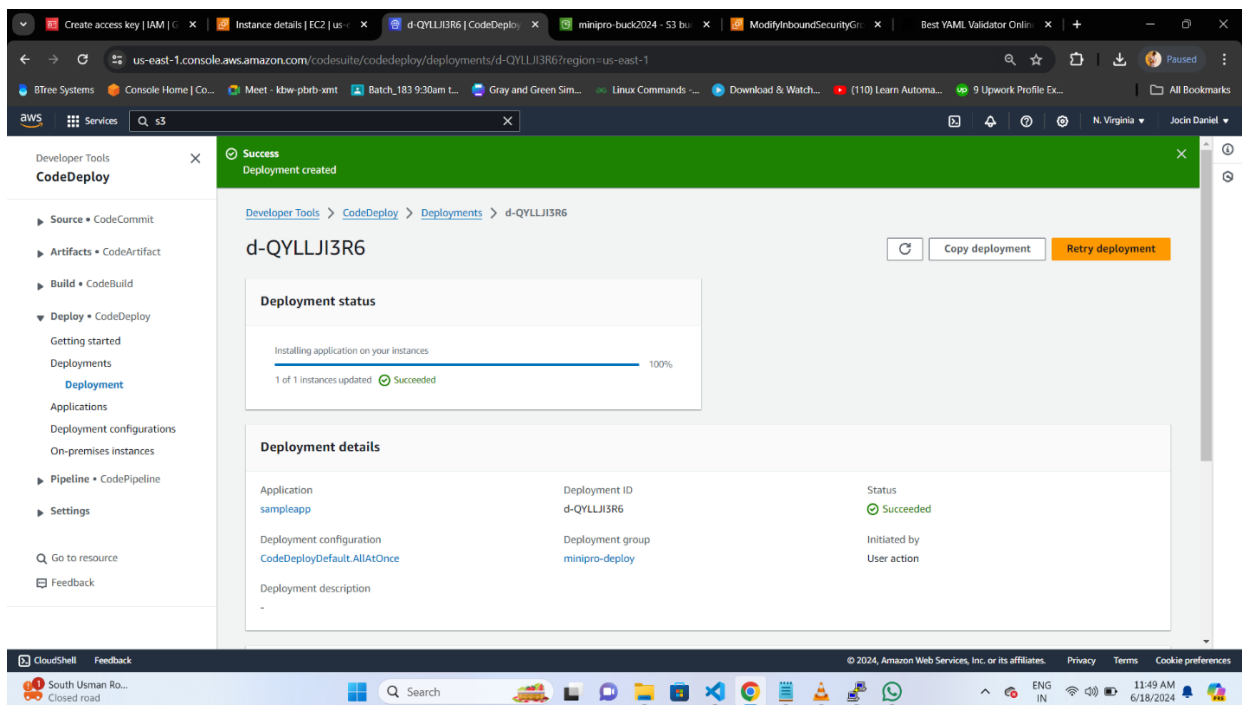 Create access key | IAM | G
Instance details | EC2 | us-e
d-QYLLJI3R6 | CodeDeploy
minipro-buck2024 - S3 bu
ModifyInboundSecurityGro
Best YAML Validator Online
us-east-1.console.aws.amazon.com/codesuite/codedeploy/deployments/d-QYLLJI3R6?region=us-east-1
Paused
BTree Systems
Console Home | Co...
Meet - kbw-pbrb-xmt
Batch_183 9:30am t...
Gray and Green Sim...
Linux Commands -...
Download & Watch...
(110) Learn Automa...
9 Upwork Profile Ex...
All Bookmarks
aws
Services
s3
N. Virginia
Jocin Daniel
Developer Tools
CodeDeploy
Source • CodeCommit
Artifacts • CodeArtifact
Build • CodeBuild
Deploy • CodeDeploy
Getting started
Deployments
Deployment
Applications
Deployment configurations
On-premises instances
Pipeline • CodePipeline
Settings
Go to resource
Feedback
Success
Deployment created
Developer Tools > CodeDeploy > Deployments > d-QYLLJI3R6
d-QYLLJI3R6
Copy deployment
Retry deployment
Deployment status
Installing application on your instances
100%
1 of 1 instances updated Succeeded
Deployment details
Application
sampleapp
Deployment ID
d-QYLLJI3R6
Status
Succeeded
Deployment configuration
CodeDeployDefault.AllAtOnce
Deployment group
minipro-deploy
Initiated by
User action
Deployment description
-
CloudShell
Feedback
© 2024, Amazon Web Services, Inc. or its affiliates.
Privacy
Terms
Cookie preferences
South Usman Ro...
Closed road
Search
ENG
IN
11:49 AM
6/18/2024